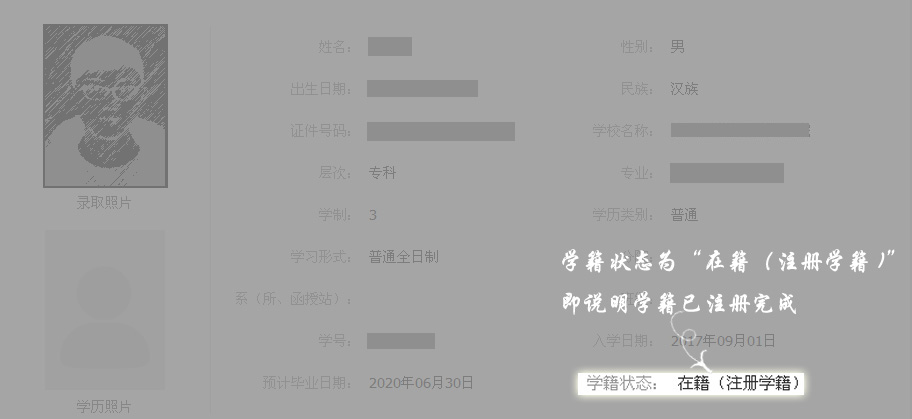 姓名： 性别： 男
出生日期： 民族： 汉族
证件号码： 学校名称：
层次： 专科 专业：
录取照片
学制： 3 学历类别： 普通
学习形式： 普通全日制
学籍状态为“在籍（注册学籍）”
系（所、函授站）：
即说明学籍已注册完成
学号： 入学日期： 2017年09月01日
预计毕业日期： 2020年06月30日 学籍状态： 在籍（注册学籍）
学历照片